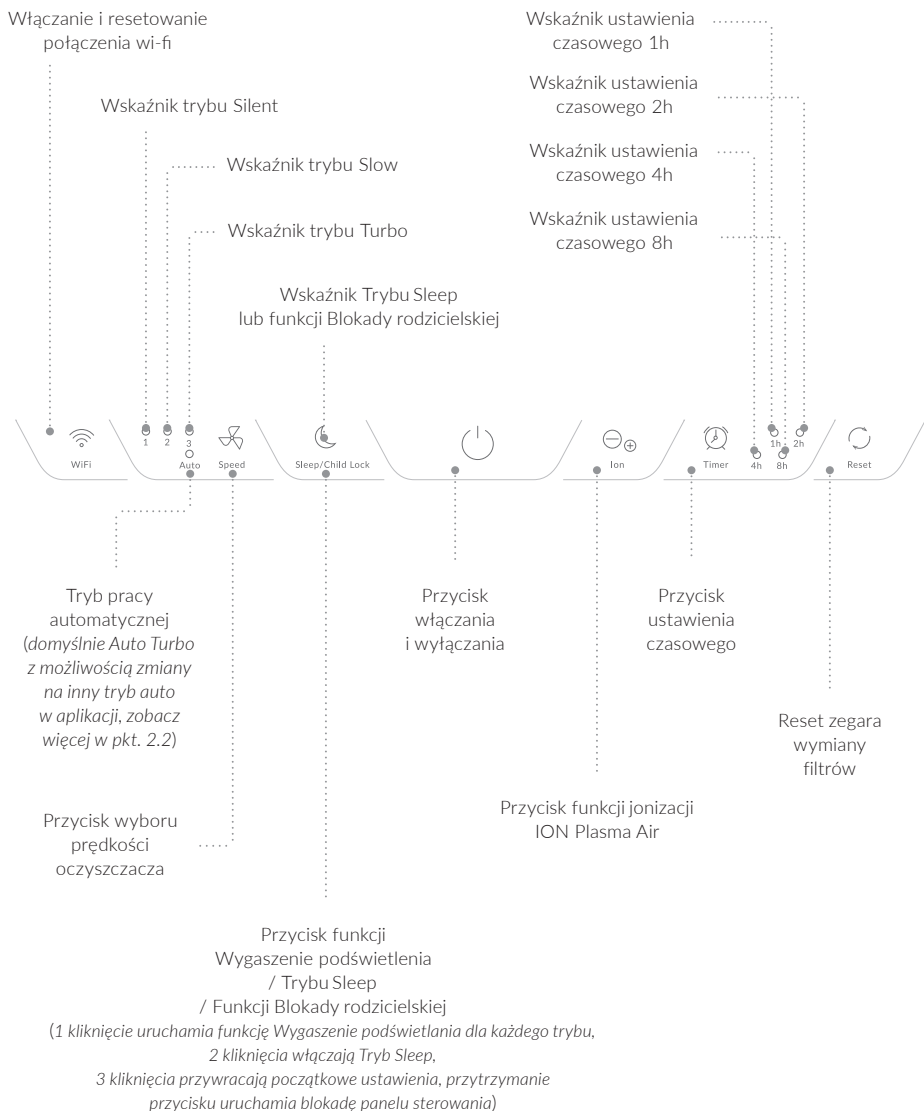 Włączanie i resetowanie
połączenia wi-fi
Wskaźnik trybu Silent
Wskaźnik trybu Slow
Wskaźnik trybu Turbo
Wskaźnik Trybu Sleep
lub funkcji Blokady rodzicielskiej
Wskaźnik ustawienia
czasowego 1h
Wskaźnik ustawienia
czasowego 2h
Wskaźnik ustawienia
czasowego 4h
Wskaźnik ustawienia
czasowego 8h
WiFi
1 2 3
Auto
Speed
Sleep/Child Lock
Ion
Timer
1h 2h
4h 8h
Reset
Tryb pracy
automatycznej
(domyślnie Auto Turbo
z możliwością zmiany
na inny tryb auto
w aplikacji, zobacz
więcej w pkt. 2.2)
Przycisk
włączania
i wyłączania
Przycisk
ustawienia
czasowego
Reset zegara
wymiany
filtrów
Przycisk wyboru
prędkości
oczyszczacza
Przycisk funkcji jonizacji
ION Plasma Air
Przycisk funkcji
Wygaszenie podświetlenia
/ Trybu Sleep
/ Funkcji Blokady rodzicielskiej
(1 kliknięcie uruchamia funkcję Wygaszenie podświetlania dla każdego trybu,
2 kliknięcia włączają Tryb Sleep,
3 kliknięcia przywracają początkowe ustawienia, przytrzymanie
przycisku uruchamia blokadę panelu sterowania)